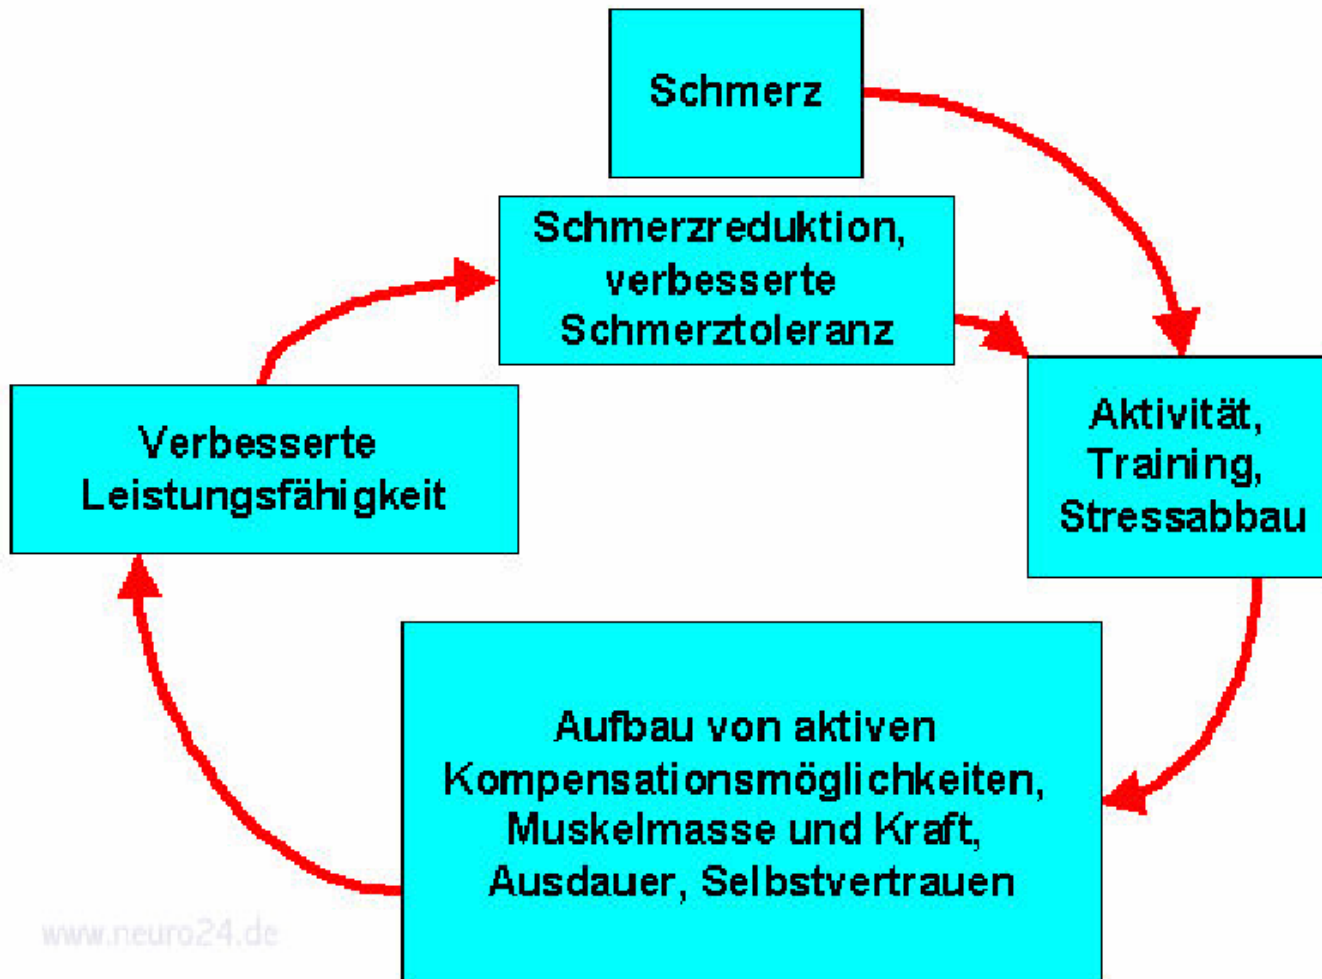 Schmerz
Schmerzreduktion,
verbesserte
Schmerztoleranz
Aktivität,
Training,
Stressabbau
Aufbau von aktiven
Kompensationsmöglichkeiten,
Muskelmasse und Kraft,
Ausdauer, Selbstvertrauen
Verbesserte
Leistungsfähigkeit
www.neuro24.de